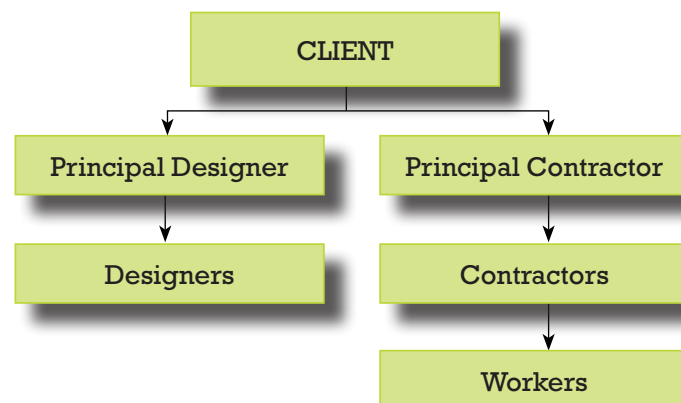 CLIENT
Principal Designer
Principal Contractor
Designers
Contractors
Workers